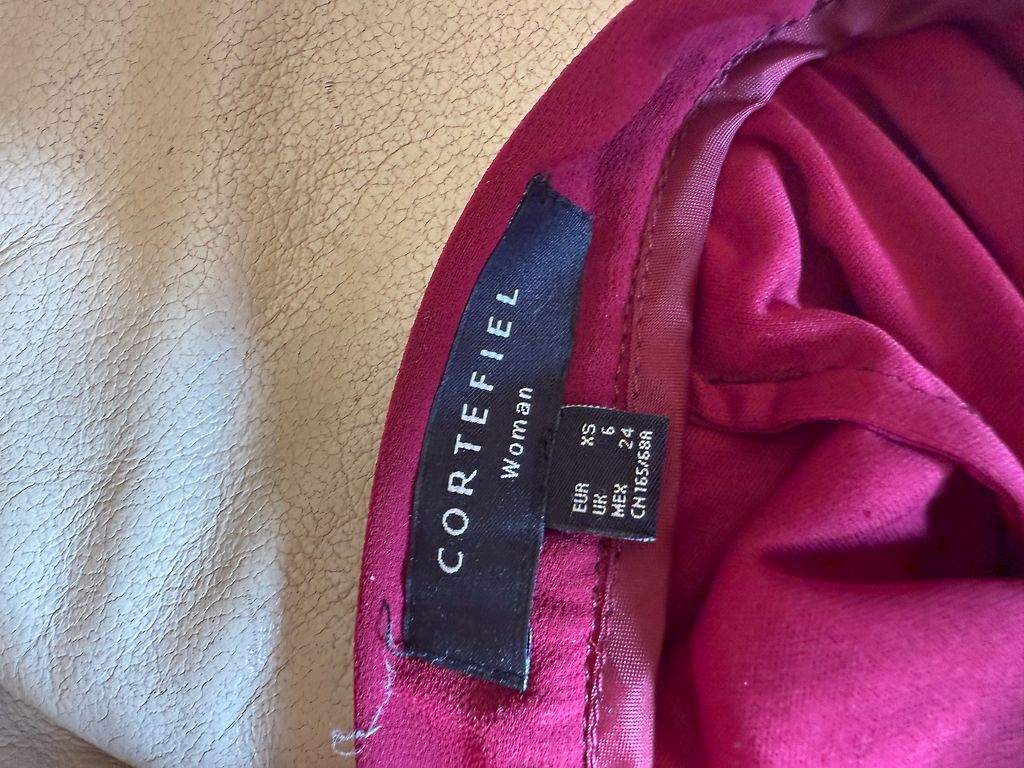 CORTEFIEL
Woman
EUR XS
UK 6
MEX 24
CN 165/68A